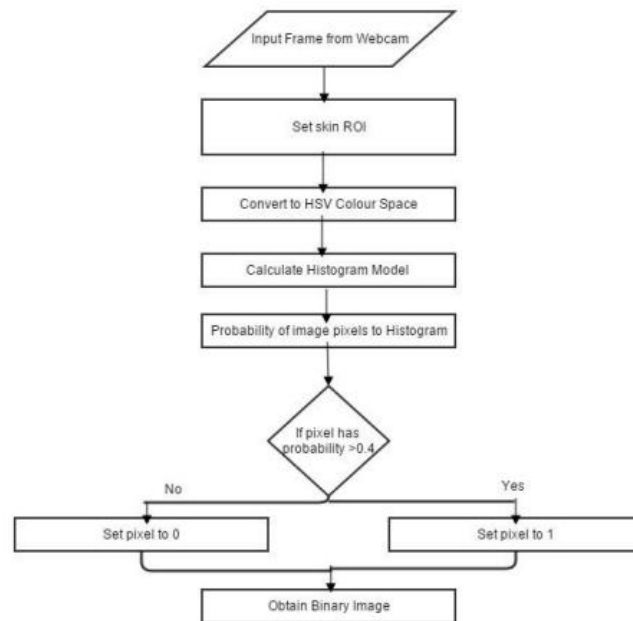 Input Frame from Webcam
Set skin ROI
Convert to HSV Colour Space
Calculate Histogram Model
Probability of image pixels to Histogram
If pixel has
probability >0.4
No
Yes
Set pixel to 0
Set pixel to 1
Obtain Binary Image